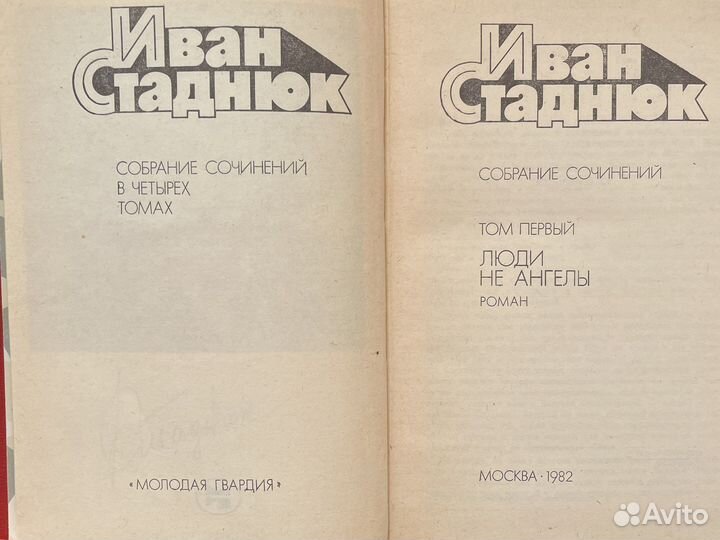 Иван
Стаднюк
СОБРАНИЕ СОЧИНЕНИЙ
В ЧЕТЫРЕХ
ТОМАХ
«МОЛОДАЯ ГВАРДИЯ»
Иван
Стаднюк
СОБРАНИЕ СОЧИНЕНИЙ
ТОМ ПЕРВЫЙ
ЛЮДИ
НЕ АНГЕЛЫ
РОМАН
МОСКВА · 1982
Avito